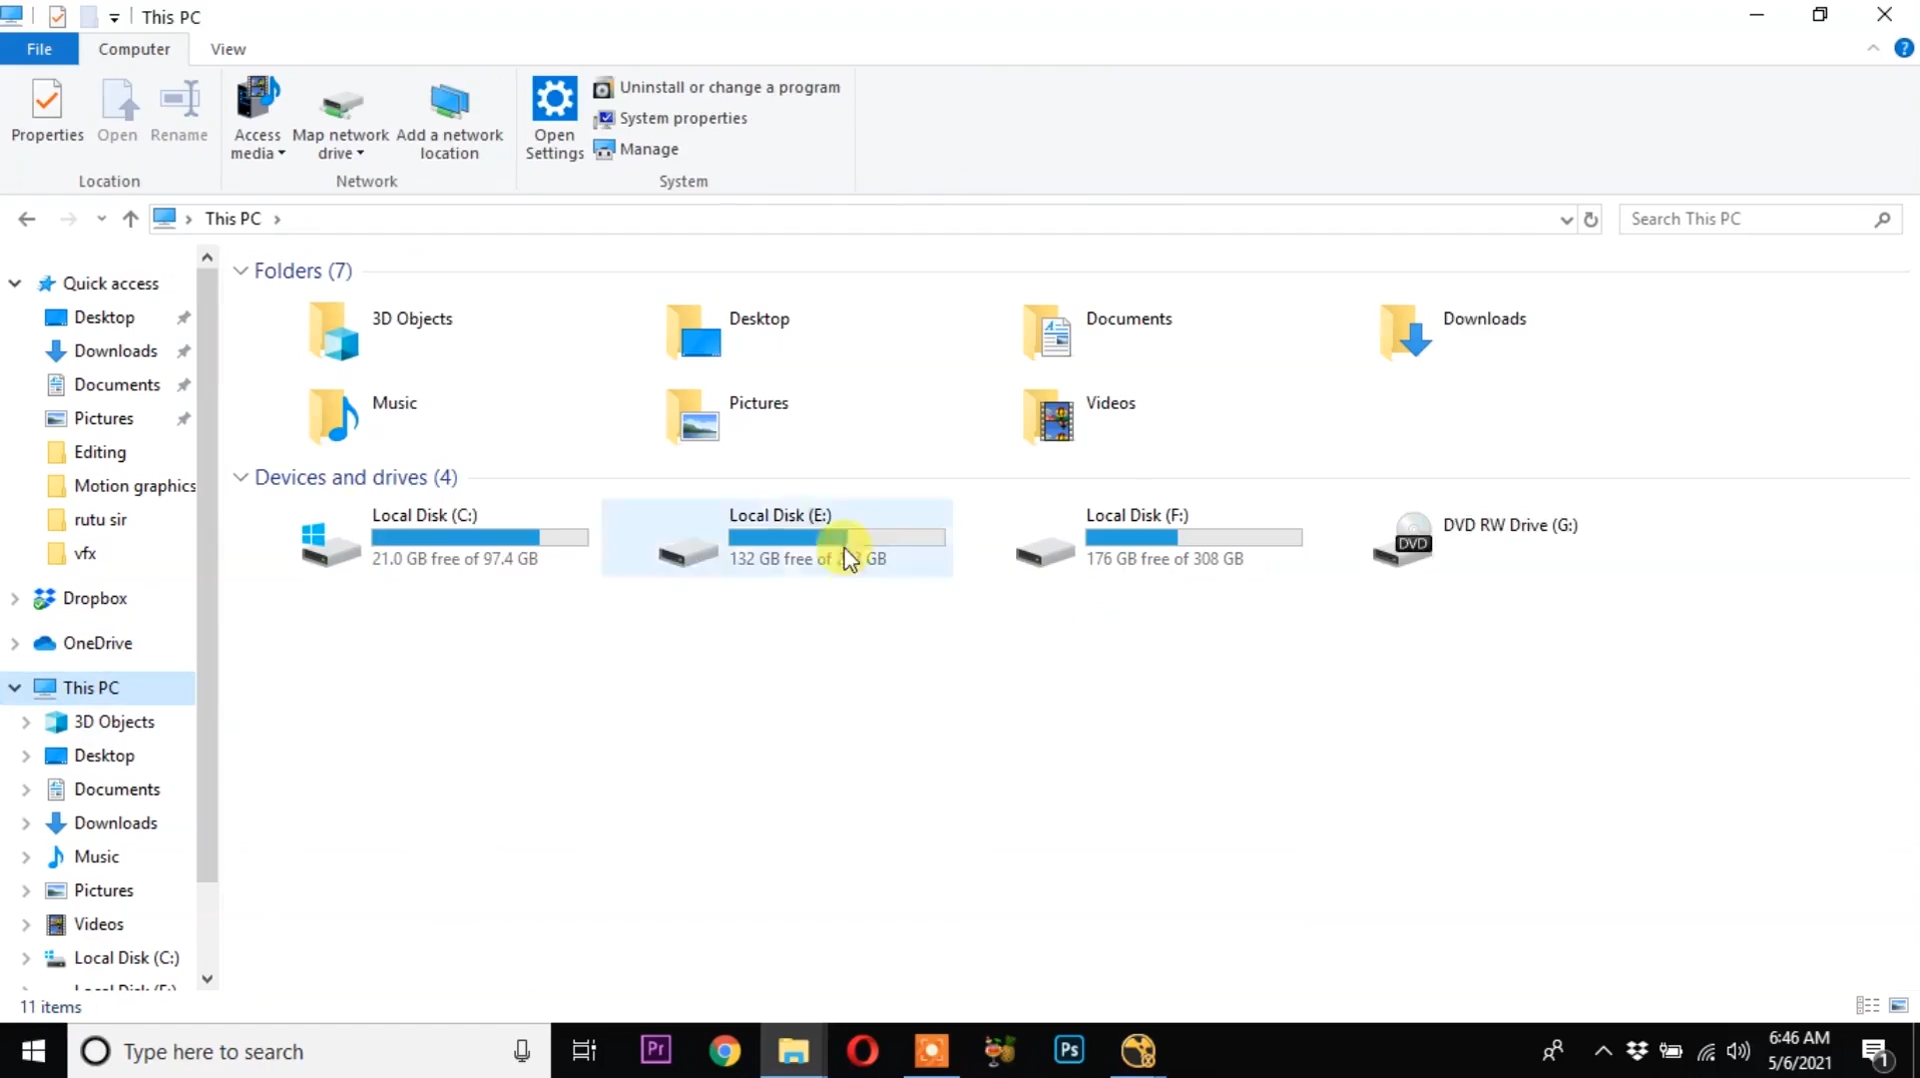 This PC
File Computer View
Properties Open Rename
Access media Map network drive Add a network location
Open Settings
Uninstall or change a program
System properties
Manage
Location Network System
This PC
Search This PC
Quick access
Desktop
Downloads
Documents
Pictures
Editing
Motion graphics
rutu sir
vfx
Dropbox
OneDrive
This PC
3D Objects
Desktop
Documents
Downloads
Music
Pictures
Videos
Local Disk (C:)
Folders (7)
3D Objects Desktop Documents Downloads
Music Pictures Videos
Devices and drives (4)
Local Disk (C:) Local Disk (E:) Local Disk (F:) DVD RW Drive (G:)
21.0 GB free of 97.4 GB 132 GB free of GB 176 GB free of 308 GB
DVD
11 items
Type here to search
Pr Ps
6:46 AM
5/6/2021
1